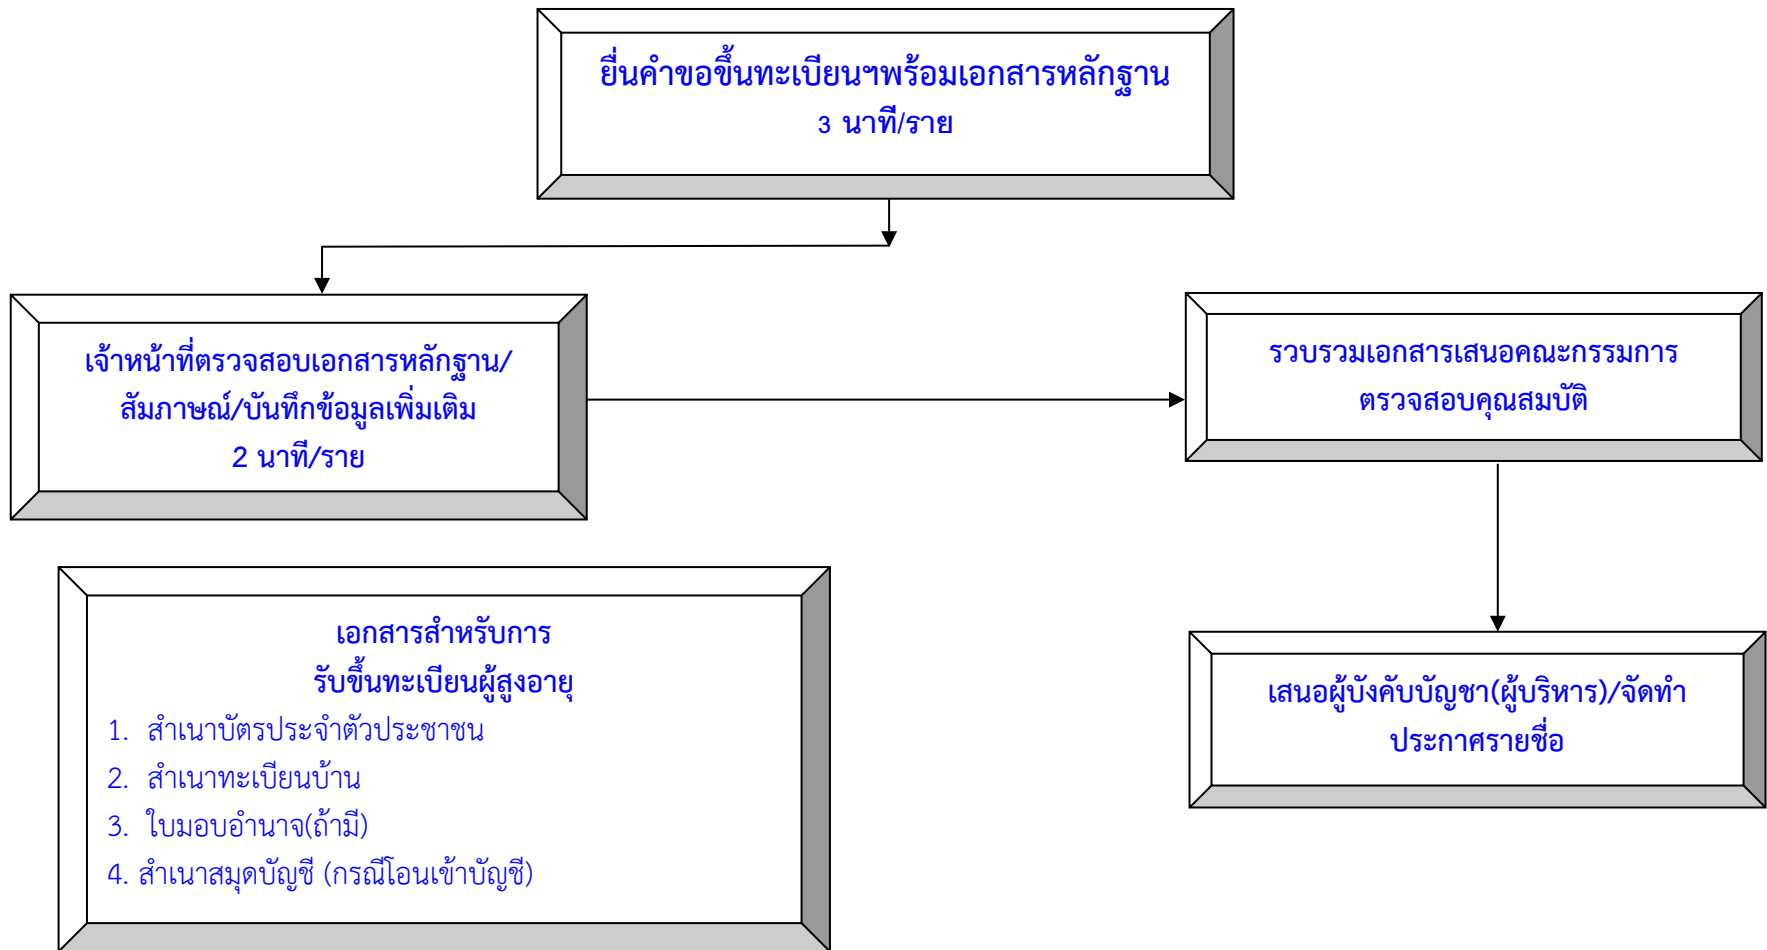 ยื่นคำขอขึ้นทะเบียนฯพร้อมเอกสารหลักฐาน
3 นาที/ราย
เจ้าหน้าที่ตรวจสอบเอกสารหลักฐาน/
สัมภาษณ์/บันทึกข้อมูลเพิ่มเติม
2 นาที/ราย
รวบรวมเอกสารเสนอคณะกรรมการ
ตรวจสอบคุณสมบัติ
เอกสารสำหรับการ
รับขึ้นทะเบียนผู้สูงอายุ
1. สำเนาบัตรประจำตัวประชาชน
2. สำเนาทะเบียนบ้าน
3. ใบมอบอำนาจ(ถ้ามี)
4. สำเนาสมุดบัญชี (กรณีโอนเข้าบัญชี)
เสนอผู้บังคับบัญชา(ผู้บริหาร)/จัดทำ
ประกาศรายชื่อ